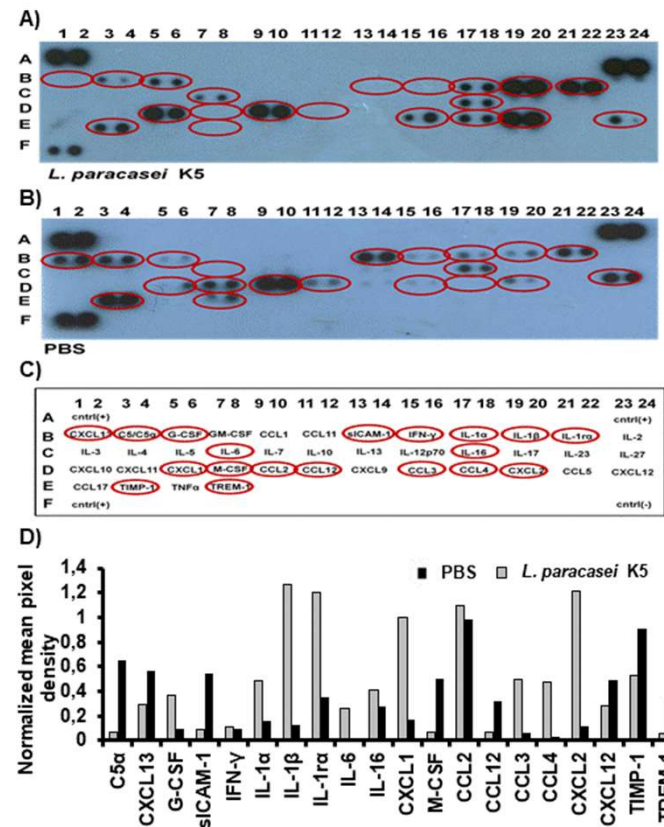 A)
1 2 3 4 5 6 7 8 9 10 11 12 13 14 15 16 17 18 19 20 21 22 23 24
A
B
C
D
E
F
L. paracasei K5
B)
1 2 3 4 5 6 7 8 9 10 11 12 13 14 15 16 17 18 19 20 21 22 23 24
A
B
C
D
E
F
PBS
C)
1 2 3 4 5 6 7 8 9 10 11 12 13 14 15 16 17 18 19 20 21 22 23 24
A cntrl(+) cntrl(+)
B C5/C5α G-CSF GM-CSF CCL1 CCL11 sICAM-1 IFN-γ IL-1α IL-1β IL-1rα IL-2
C IL-3 IL-4 IL-5 IL-6 IL-7 IL-10 IL-13 IL-12p70 IL-16 IL-17 IL-23 IL-27
D CXCL10 CXCL11 CXCL1 M-CSF CCL2 CCL12 CXCL9 CCL3 CCL4 CXCL2 CCL5 CXCL12
E CCL17 TIMP-1 TNFα TREM-1
F cntrl(+) cntrl(-)
D)
Normalized mean pixel
density
1,4
1,2
1
0,8
0,6
0,4
0,2
0
PBS L. paracasei K5
C5α
CXCL13
G-CSF
sICAM-1
IFN-γ
IL-1α
IL-1β
IL-1rα
IL-6
IL-16
CXCL1
M-CSF
CCL2
CCL12
CCL3
CCL4
CXCL2
CXCL12
TIMP-1
TREM-1